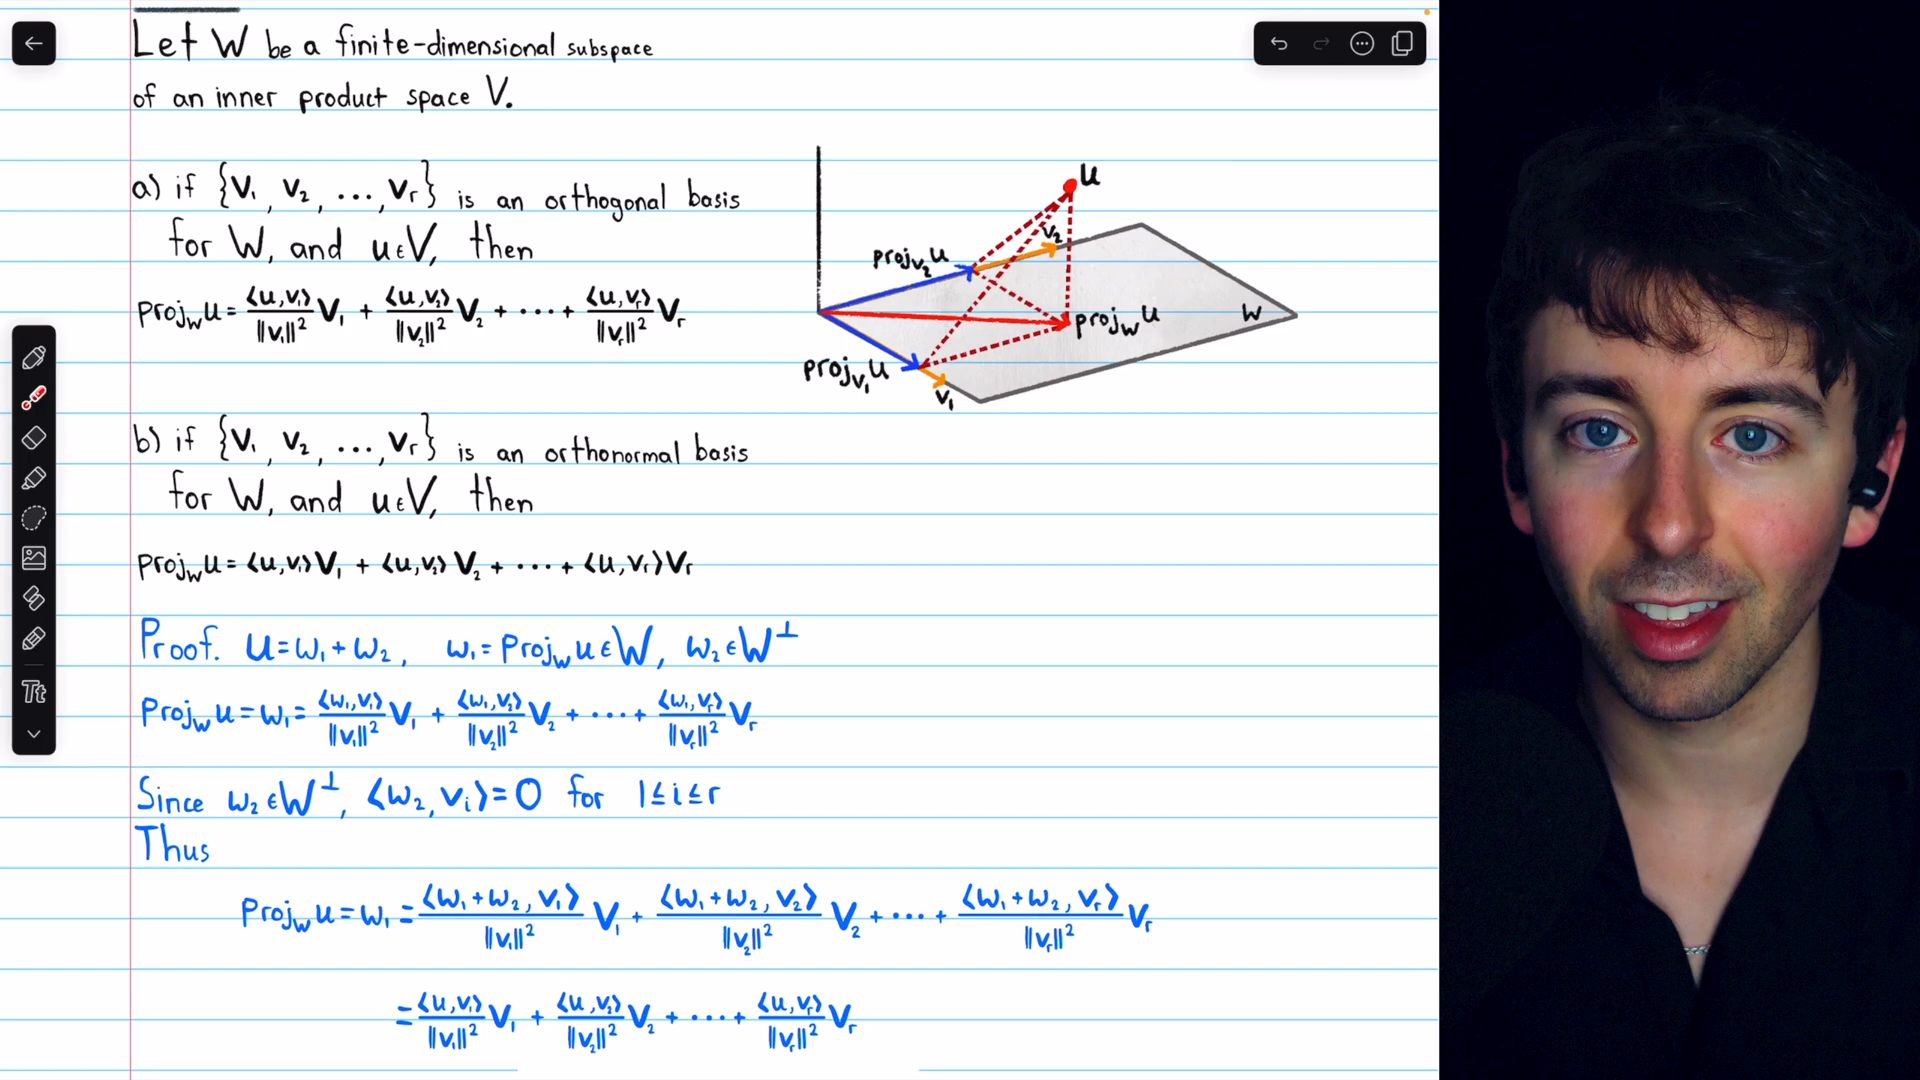 Let W be a finite-dimensional subspace
of an inner product space V.
a) if {v₁, v₂, ..., vᵣ} is an orthogonal basis
for W, and u∈V, then
proj_W u = <u,v₁>/||v₁||² v₁ + <u,v₂>/||v₂||² v₂ + ... + <u,vᵣ>/||vᵣ||² vᵣ
u
v₂
proj_v₂ u
W
proj_W u
proj_v₁ u
v₁
b) if {v₁, v₂, ..., vᵣ} is an orthonormal basis
for W, and u∈V, then
proj_W u = <u,v₁>v₁ + <u,v₂>v₂ + ... + <u,vᵣ>vᵣ
Proof. u=w₁+w₂, w₁=proj_W u∈W, w₂∈W^⊥
Proj_W u = w₁ = <w₁,v₁>/||v₁||² v₁ + <w₁,v₂>/||v₂||² v₂ + ... + <w₁,vᵣ>/||vᵣ||² vᵣ
Since w₂∈W^⊥, <w₂,vᵢ>=0 for 1≤i≤r
Thus
Proj_W u = w₁ = <w₁+w₂,v₁>/||v₁||² v₁ + <w₁+w₂,v₂>/||v₂||² v₂ + ... + <w₁+w₂,vᵣ>/||vᵣ||² vᵣ
= <u,v₁>/||v₁||² v₁ + <u,v₂>/||v₂||² v₂ + ... + <u,vᵣ>/||vᵣ||² vᵣ
Tt